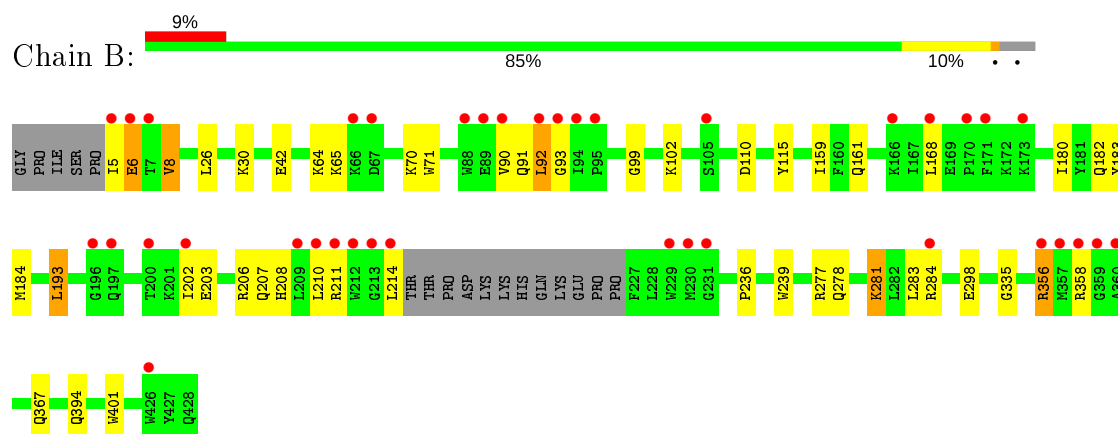 9%
Chain B:
85% 10% • •
GLY PRO ILE SER PRO I5 E6 T7 V8 L26 K30 E42 K64 K65 K66 D67 K70 W71 W88 E89 V90 Q91 L92 G93 I94 P95 G99 K102 S105 D110 Y115 I159 F160 Q161 K166 I167 L168 E169 P170 F171 K172 K173 I180 Y181 Q182 Y183
M184 L193 G196 Q197 T200 K201 I202 E203 R206 Q207 H208 L209 L210 R211 W212 G213 L214 THR THR PRO ASP LYS LYS HIS GLN LYS GLU PRO PRO F227 L228 W229 M230 G231 P236 W239 R277 Q278 K281 L282 L283 R284 E298 G335 R356 M357 R358 G359 A360
Q367 Q394 W401 W426 Y427 Q428